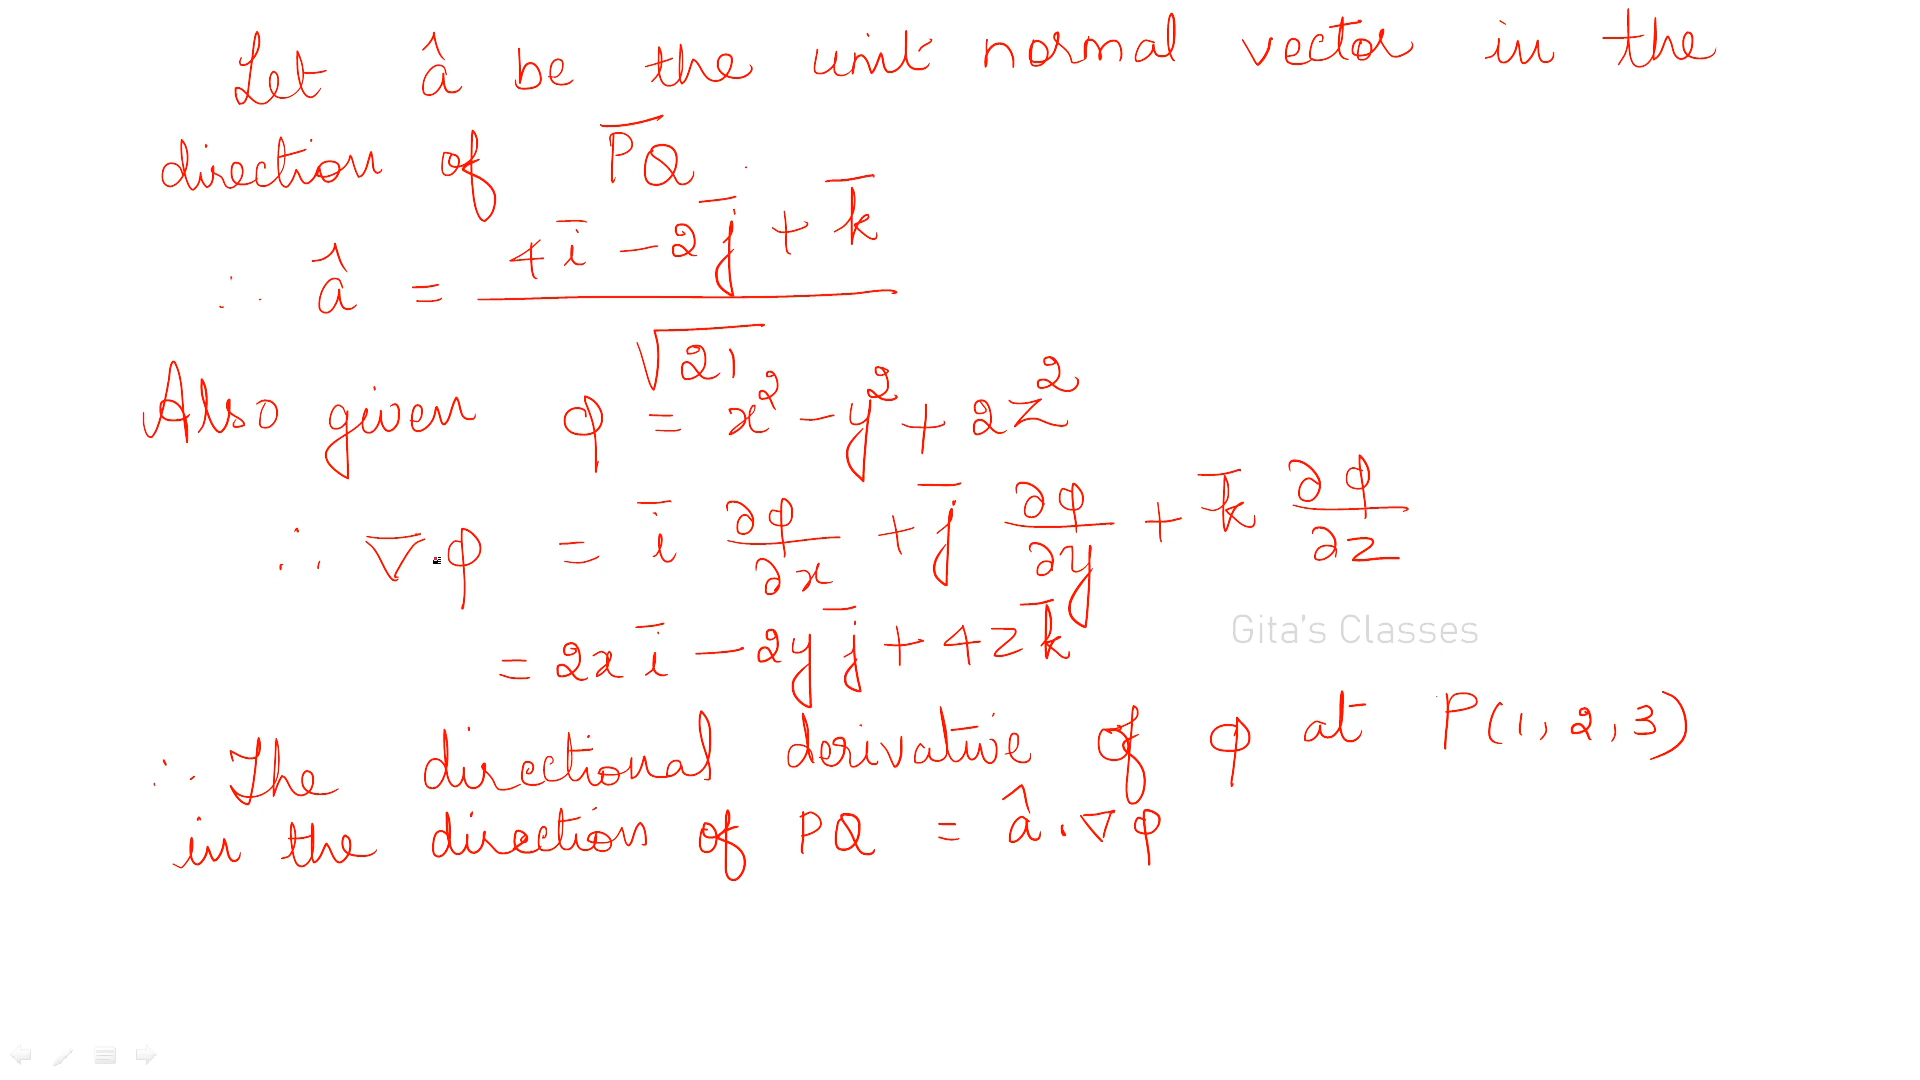 Let â be the unit normal vector in the
direction of P̅Q̅
∴ â = (4i̅ − 2j̅ + k̅) / √21
Also given φ = x² − y² + 2z²
∴ ∇φ = i̅ ∂φ/∂x + j̅ ∂φ/∂y + k̅ ∂φ/∂z
= 2x i̅ − 2y j̅ + 4z k̅
Gita's Classes
∴ The directional derivative of φ at P(1, 2, 3)
in the direction of PQ = â . ∇φ